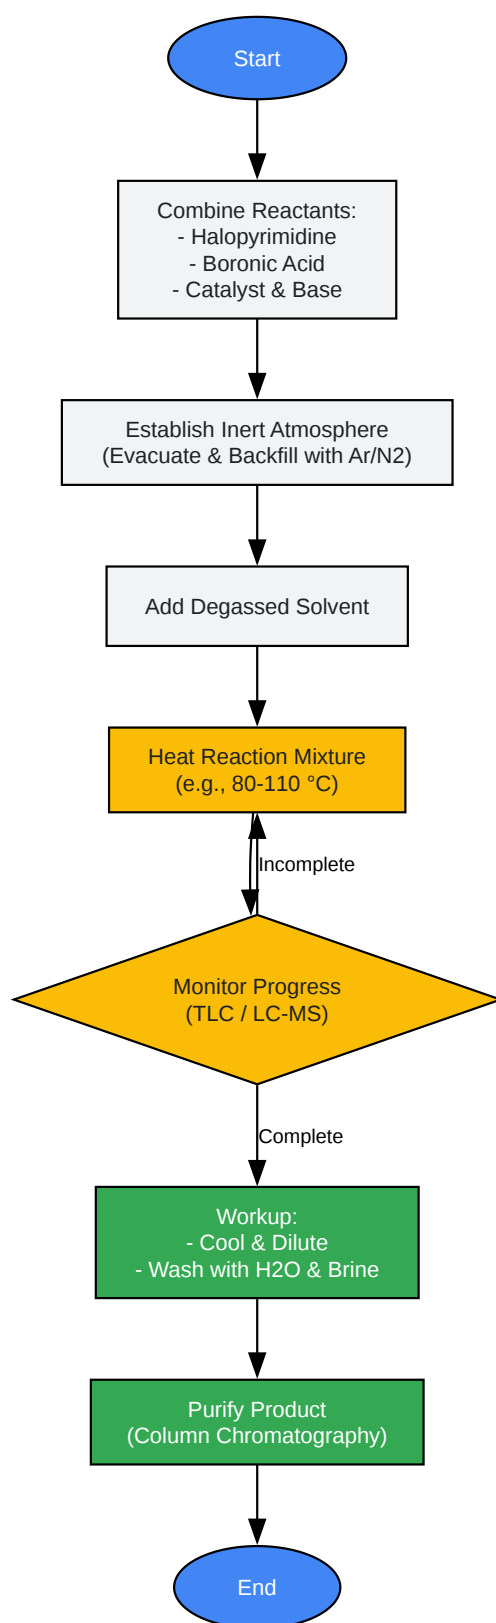 Start
Combine Reactants:
- Halopyrimidine
- Boronic Acid
- Catalyst & Base
Establish Inert Atmosphere
(Evacuate & Backfill with Ar/N2)
Add Degassed Solvent
Heat Reaction Mixture
(e.g., 80-110 °C)
Incomplete
Monitor Progress
(TLC / LC-MS)
Complete
Workup:
- Cool & Dilute
- Wash with H2O & Brine
Purify Product
(Column Chromatography)
End